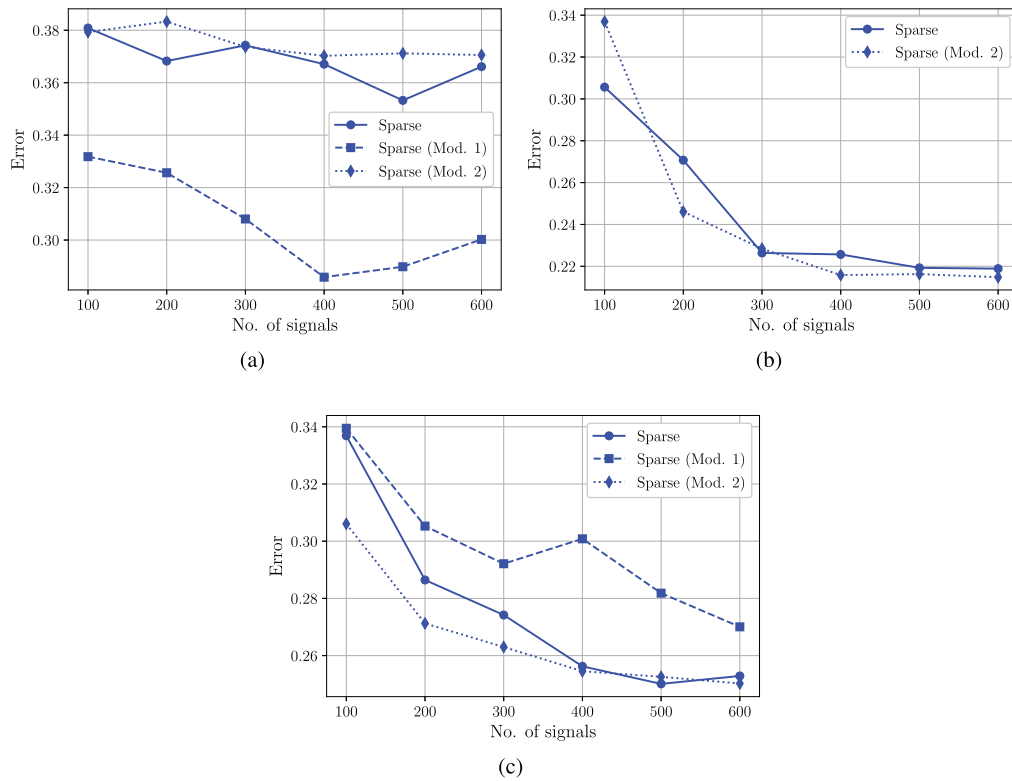 0.38
0.36
0.34
0.32
0.30
Error
Sparse
Sparse (Mod. 1)
Sparse (Mod. 2)
100 200 300 400 500 600
No. of signals
(a)
0.34
0.32
0.30
0.28
0.26
0.24
0.22
Error
Sparse
Sparse (Mod. 2)
100 200 300 400 500 600
No. of signals
(b)
0.34
0.32
0.30
0.28
0.26
Error
Sparse
Sparse (Mod. 1)
Sparse (Mod. 2)
100 200 300 400 500 600
No. of signals
(c)